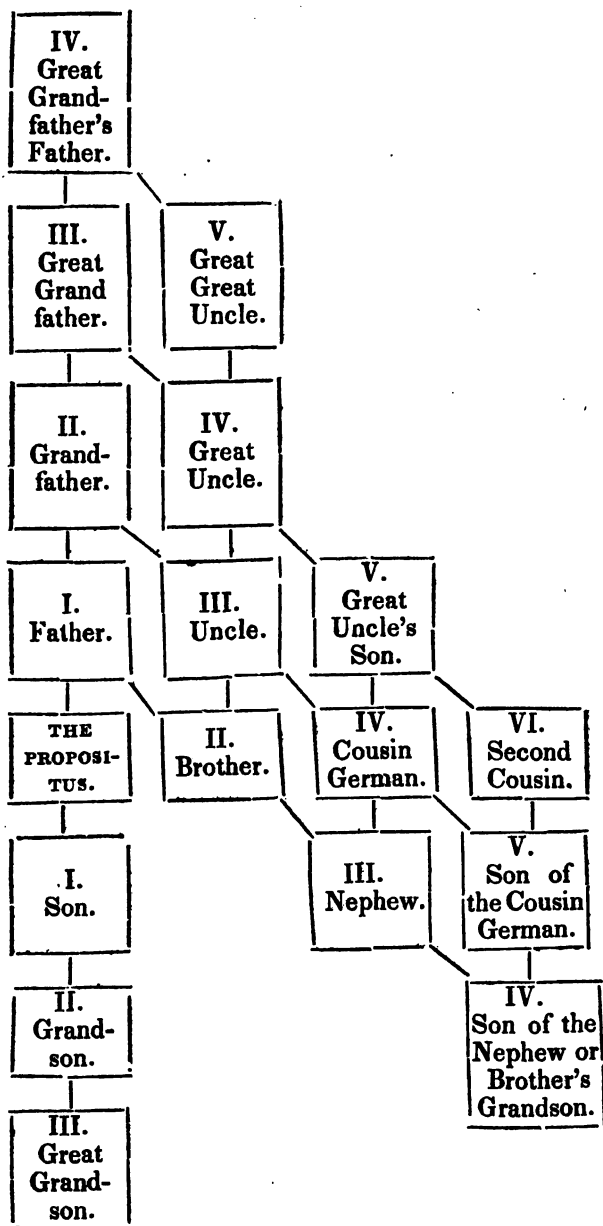 IV.
Great
Grand-
father's
Father.
III.
Great
Grand
father.
V.
Great
Great
Uncle.
II.
Grand-
father.
IV.
Great
Uncle.
I.
Father.
III.
Uncle.
V.
Great
Uncle's
Son.
THE
PROPOSI-
TUS.
II.
Brother.
IV.
Cousin
German.
VI.
Second
Cousin.
I.
Son.
III.
Nephew.
V.
Son of
the Cousin
German.
II.
Grand-
son.
IV.
Son of the
Nephew or
Brother's
Grandson.
III.
Great
Grand-
son.